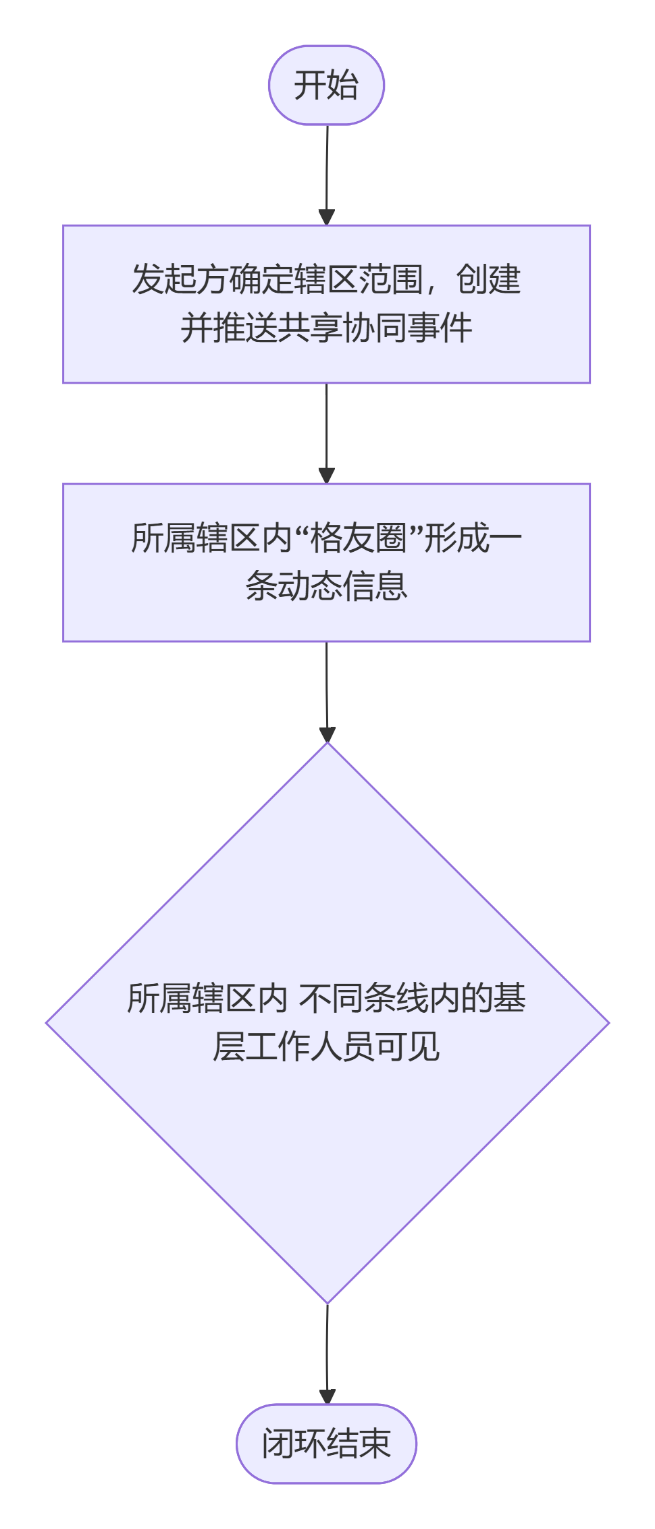 开始
发起方确定辖区范围，创建
并推送共享协同事件
所属辖区内“格友圈”形成一
条动态信息
所属辖区内 不同条线内的基
层工作人员可见
闭环结束